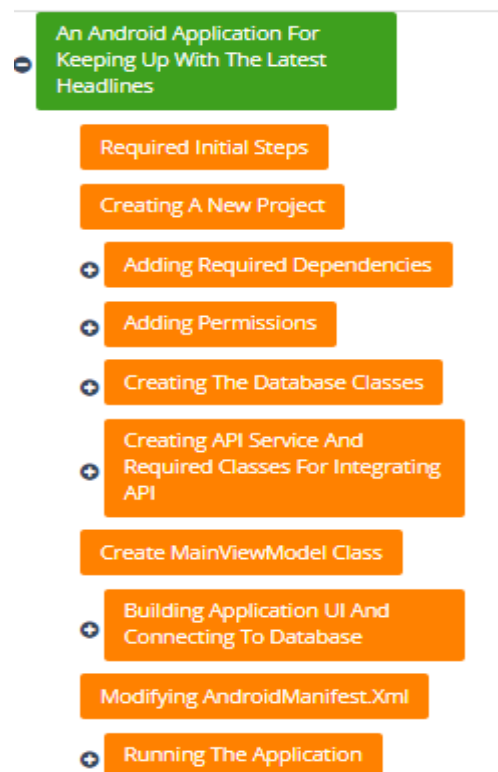 An Android Application For
Keeping Up With The Latest
Headlines
Required Initial Steps
Creating A New Project
Adding Required Dependencies
Adding Permissions
Creating The Database Classes
Creating API Service And
Required Classes For Integrating
API
Create MainViewModel Class
Building Application UI And
Connecting To Database
Modifying AndroidManifest.Xml
Running The Application